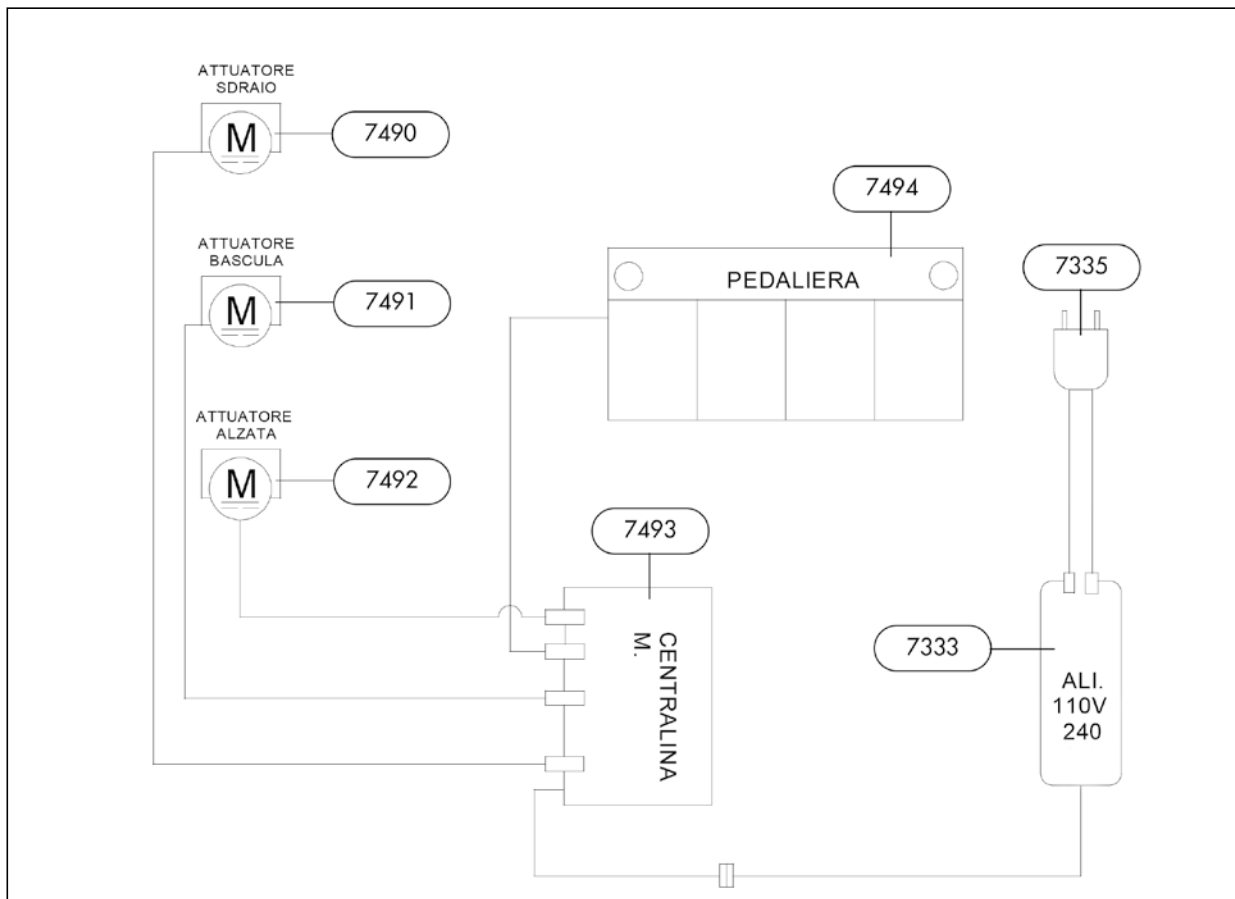 ATTUATORE
SDRAIO
M
7490
ATTUATORE
BASCULA
M
7491
ATTUATORE
ALZATA
M
7492
7494
PEDALIERA
7335
7493
CENTRALINA
M.
7333
ALI.
110V
240